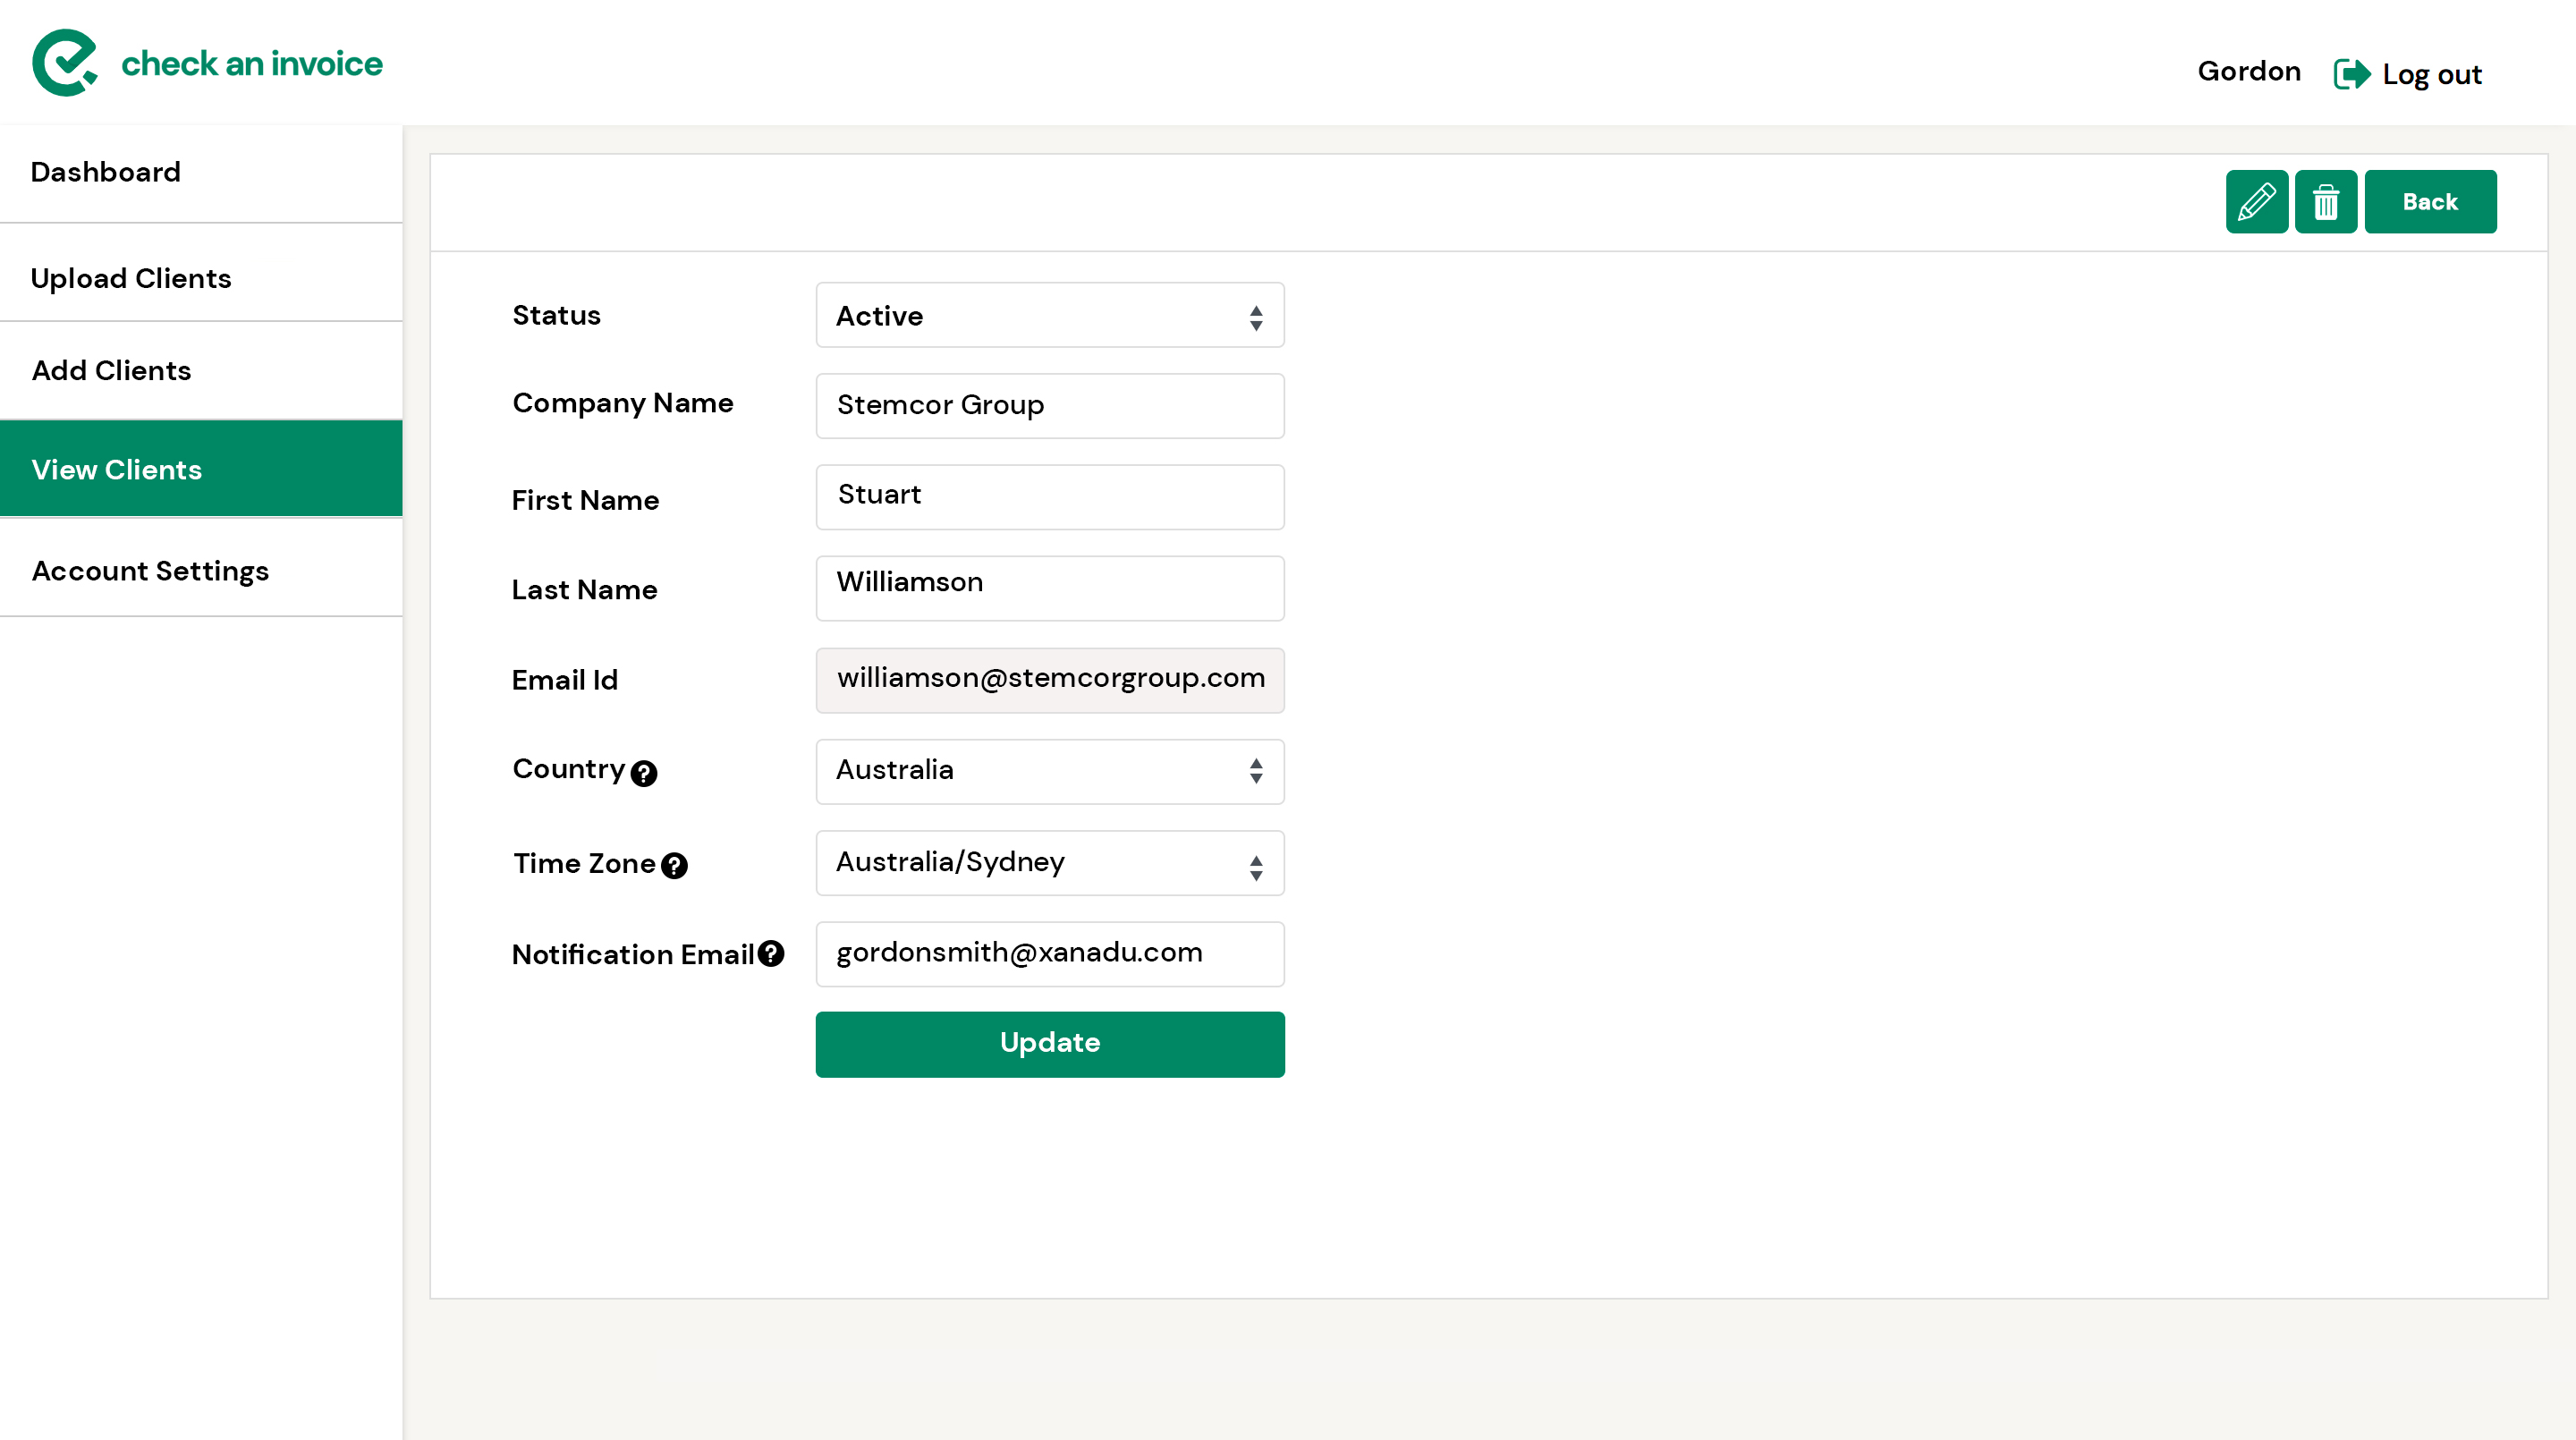 check an invoice
Gordon
Log out
Dashboard
Upload Clients
Add Clients
View Clients
Account Settings
Back
Status
Active
Company Name
Stemcor Group
First Name
Stuart
Last Name
Williamson
Email Id
williamson@stemcorgroup.com
Country ?
Australia
Time Zone ?
Australia/Sydney
Notification Email ?
gordonsmith@xanadu.com
Update